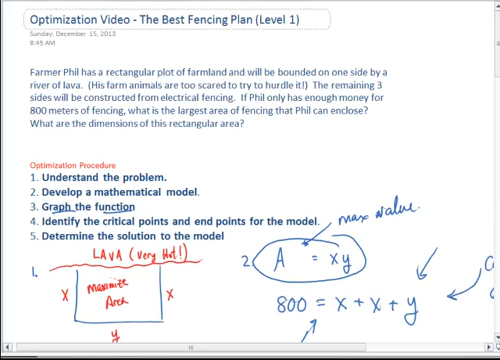 Optimization Video - The Best Fencing Plan (Level 1)
Sunday, December 15, 2013
8:45 AM
Farmer Phil has a rectangular plot of farmland and will be bounded on one side by a
river of lava. (His farm animals are too scared to try to hurdle it!) The remaining 3
sides will be constructed from electrical fencing. If Phil only has enough money for
800 meters of fencing, what is the largest area of fencing that Phil can enclose?
What are the dimensions of this rectangular area?
Optimization Procedure
1. Understand the problem.
2. Develop a mathematical model.
3. Graph the function
4. Identify the critical points and end points for the model.
5. Determine the solution to the model
max value.
LAVA (Very Hot!)
1.
Maximize
Area
x
x
y
2.
A = xy
800 = x + x + y